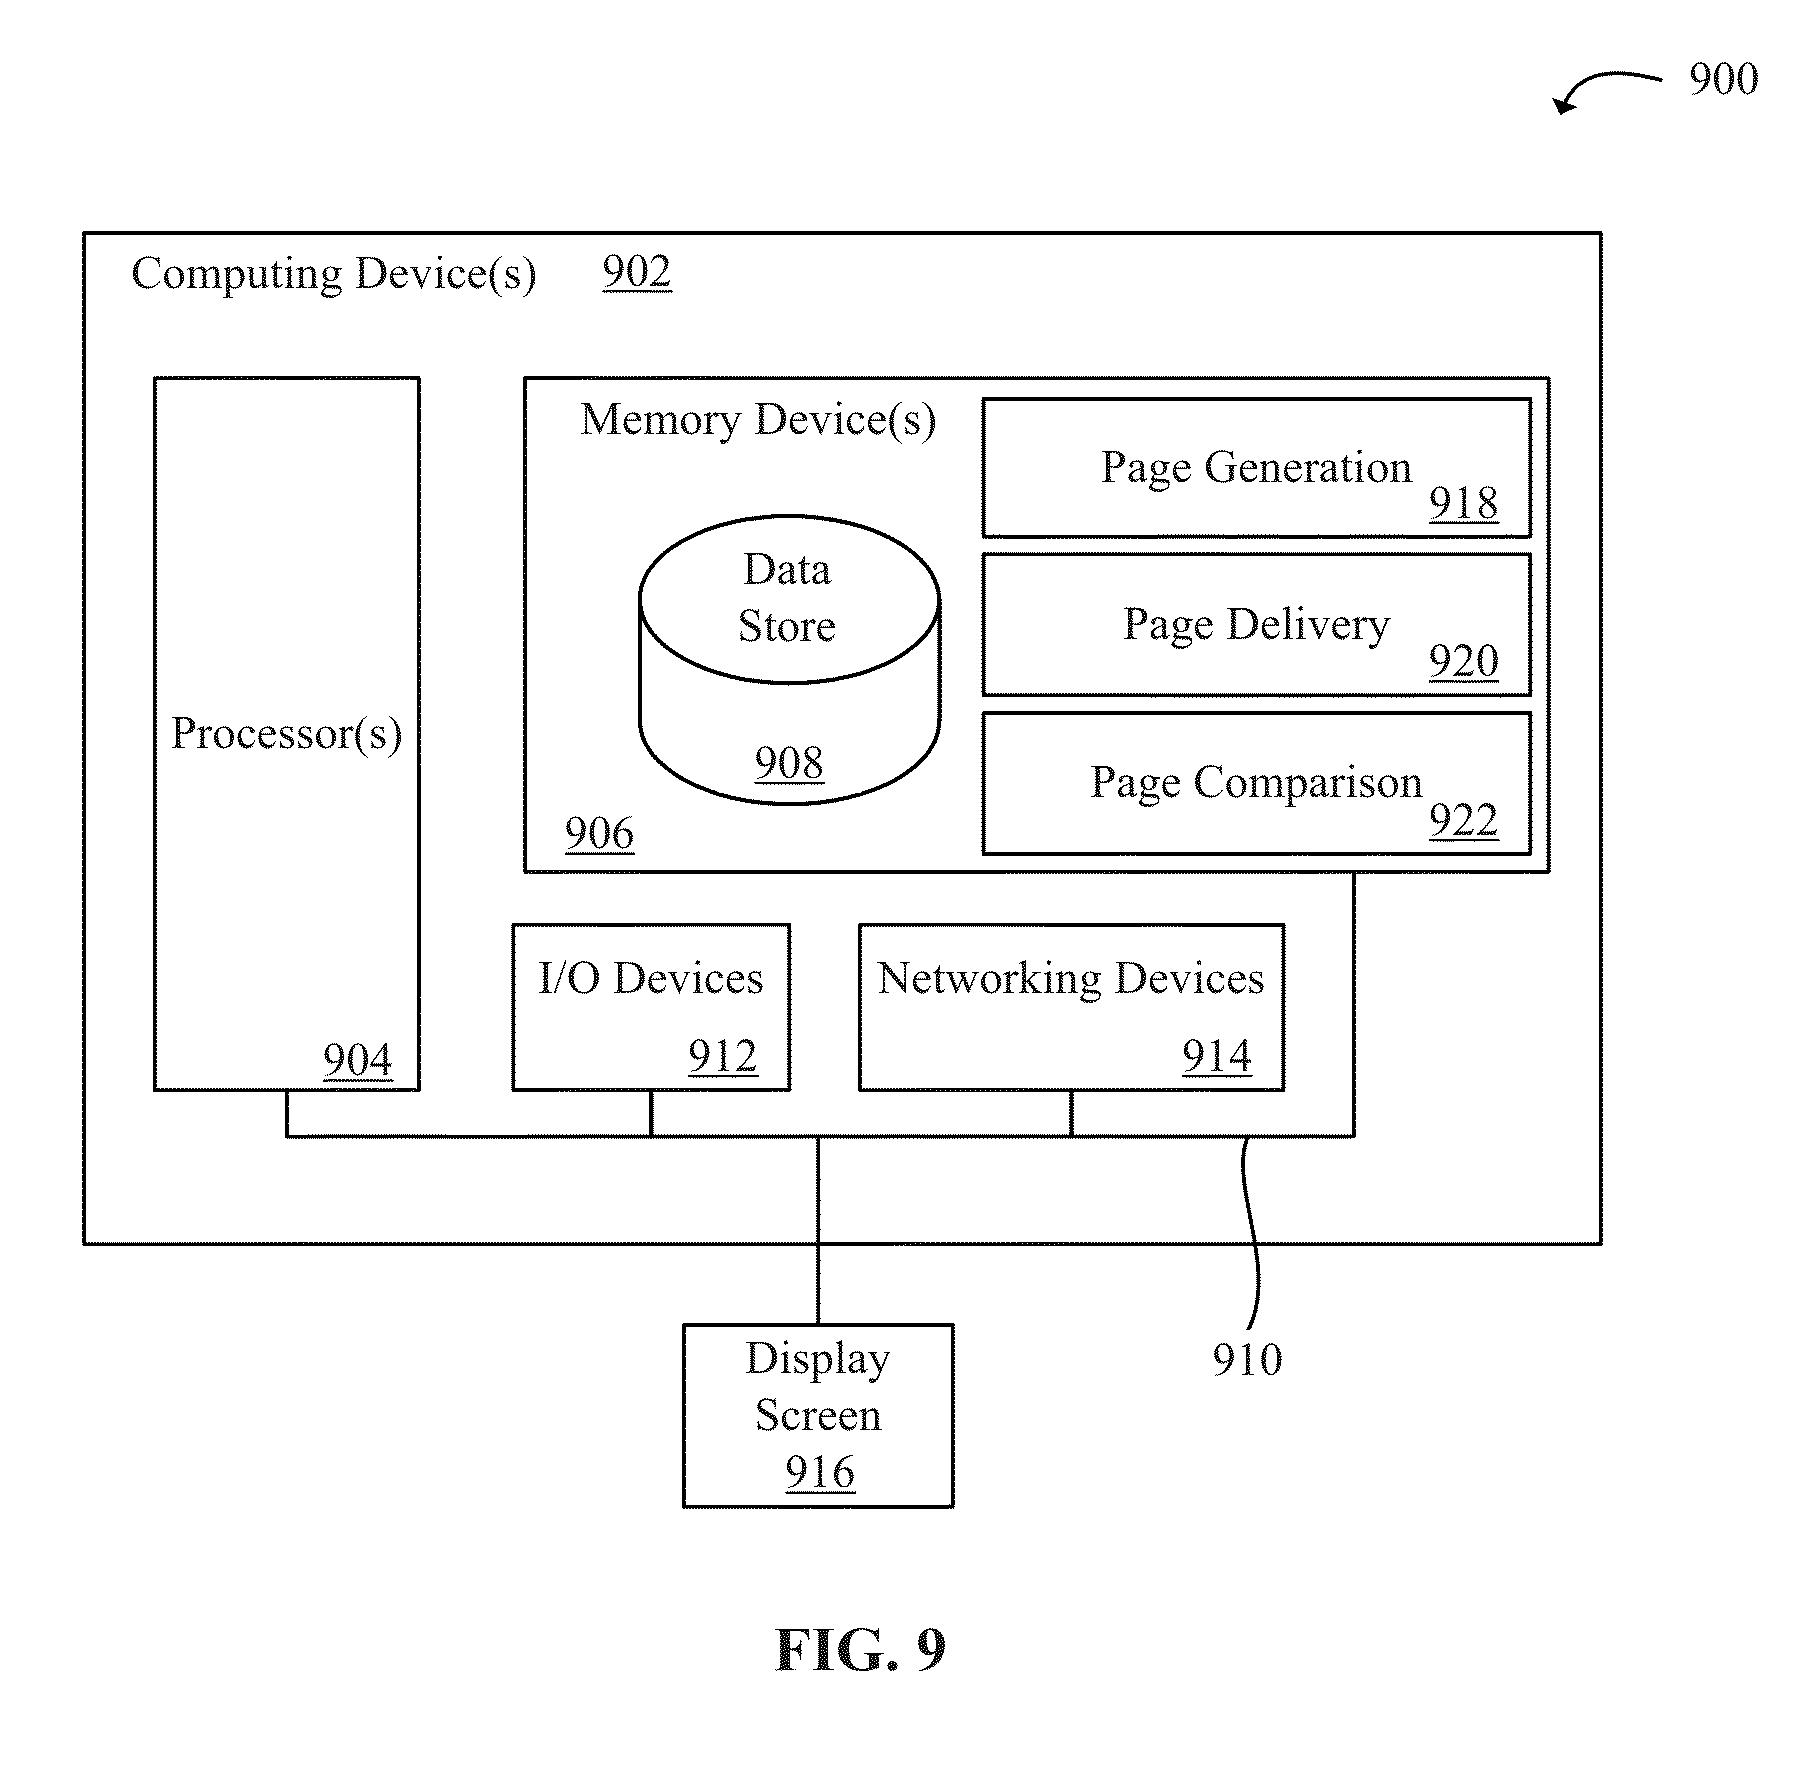 900
Computing Device(s) 902
Processor(s)
904
Memory Device(s)
Data
Store
908
906
Page Generation
918
Page Delivery
920
Page Comparison
922
I/O Devices
912
Networking Devices
914
Display
Screen
916
910
FIG. 9